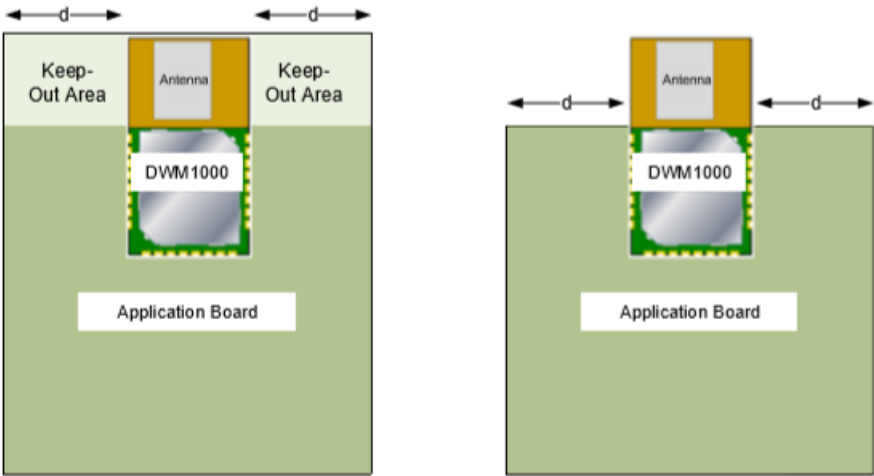 d
d
Keep-
Out Area
Antenna
Keep-
Out Area
DWM1000
Application Board
d
d
Antenna
DWM1000
Application Board